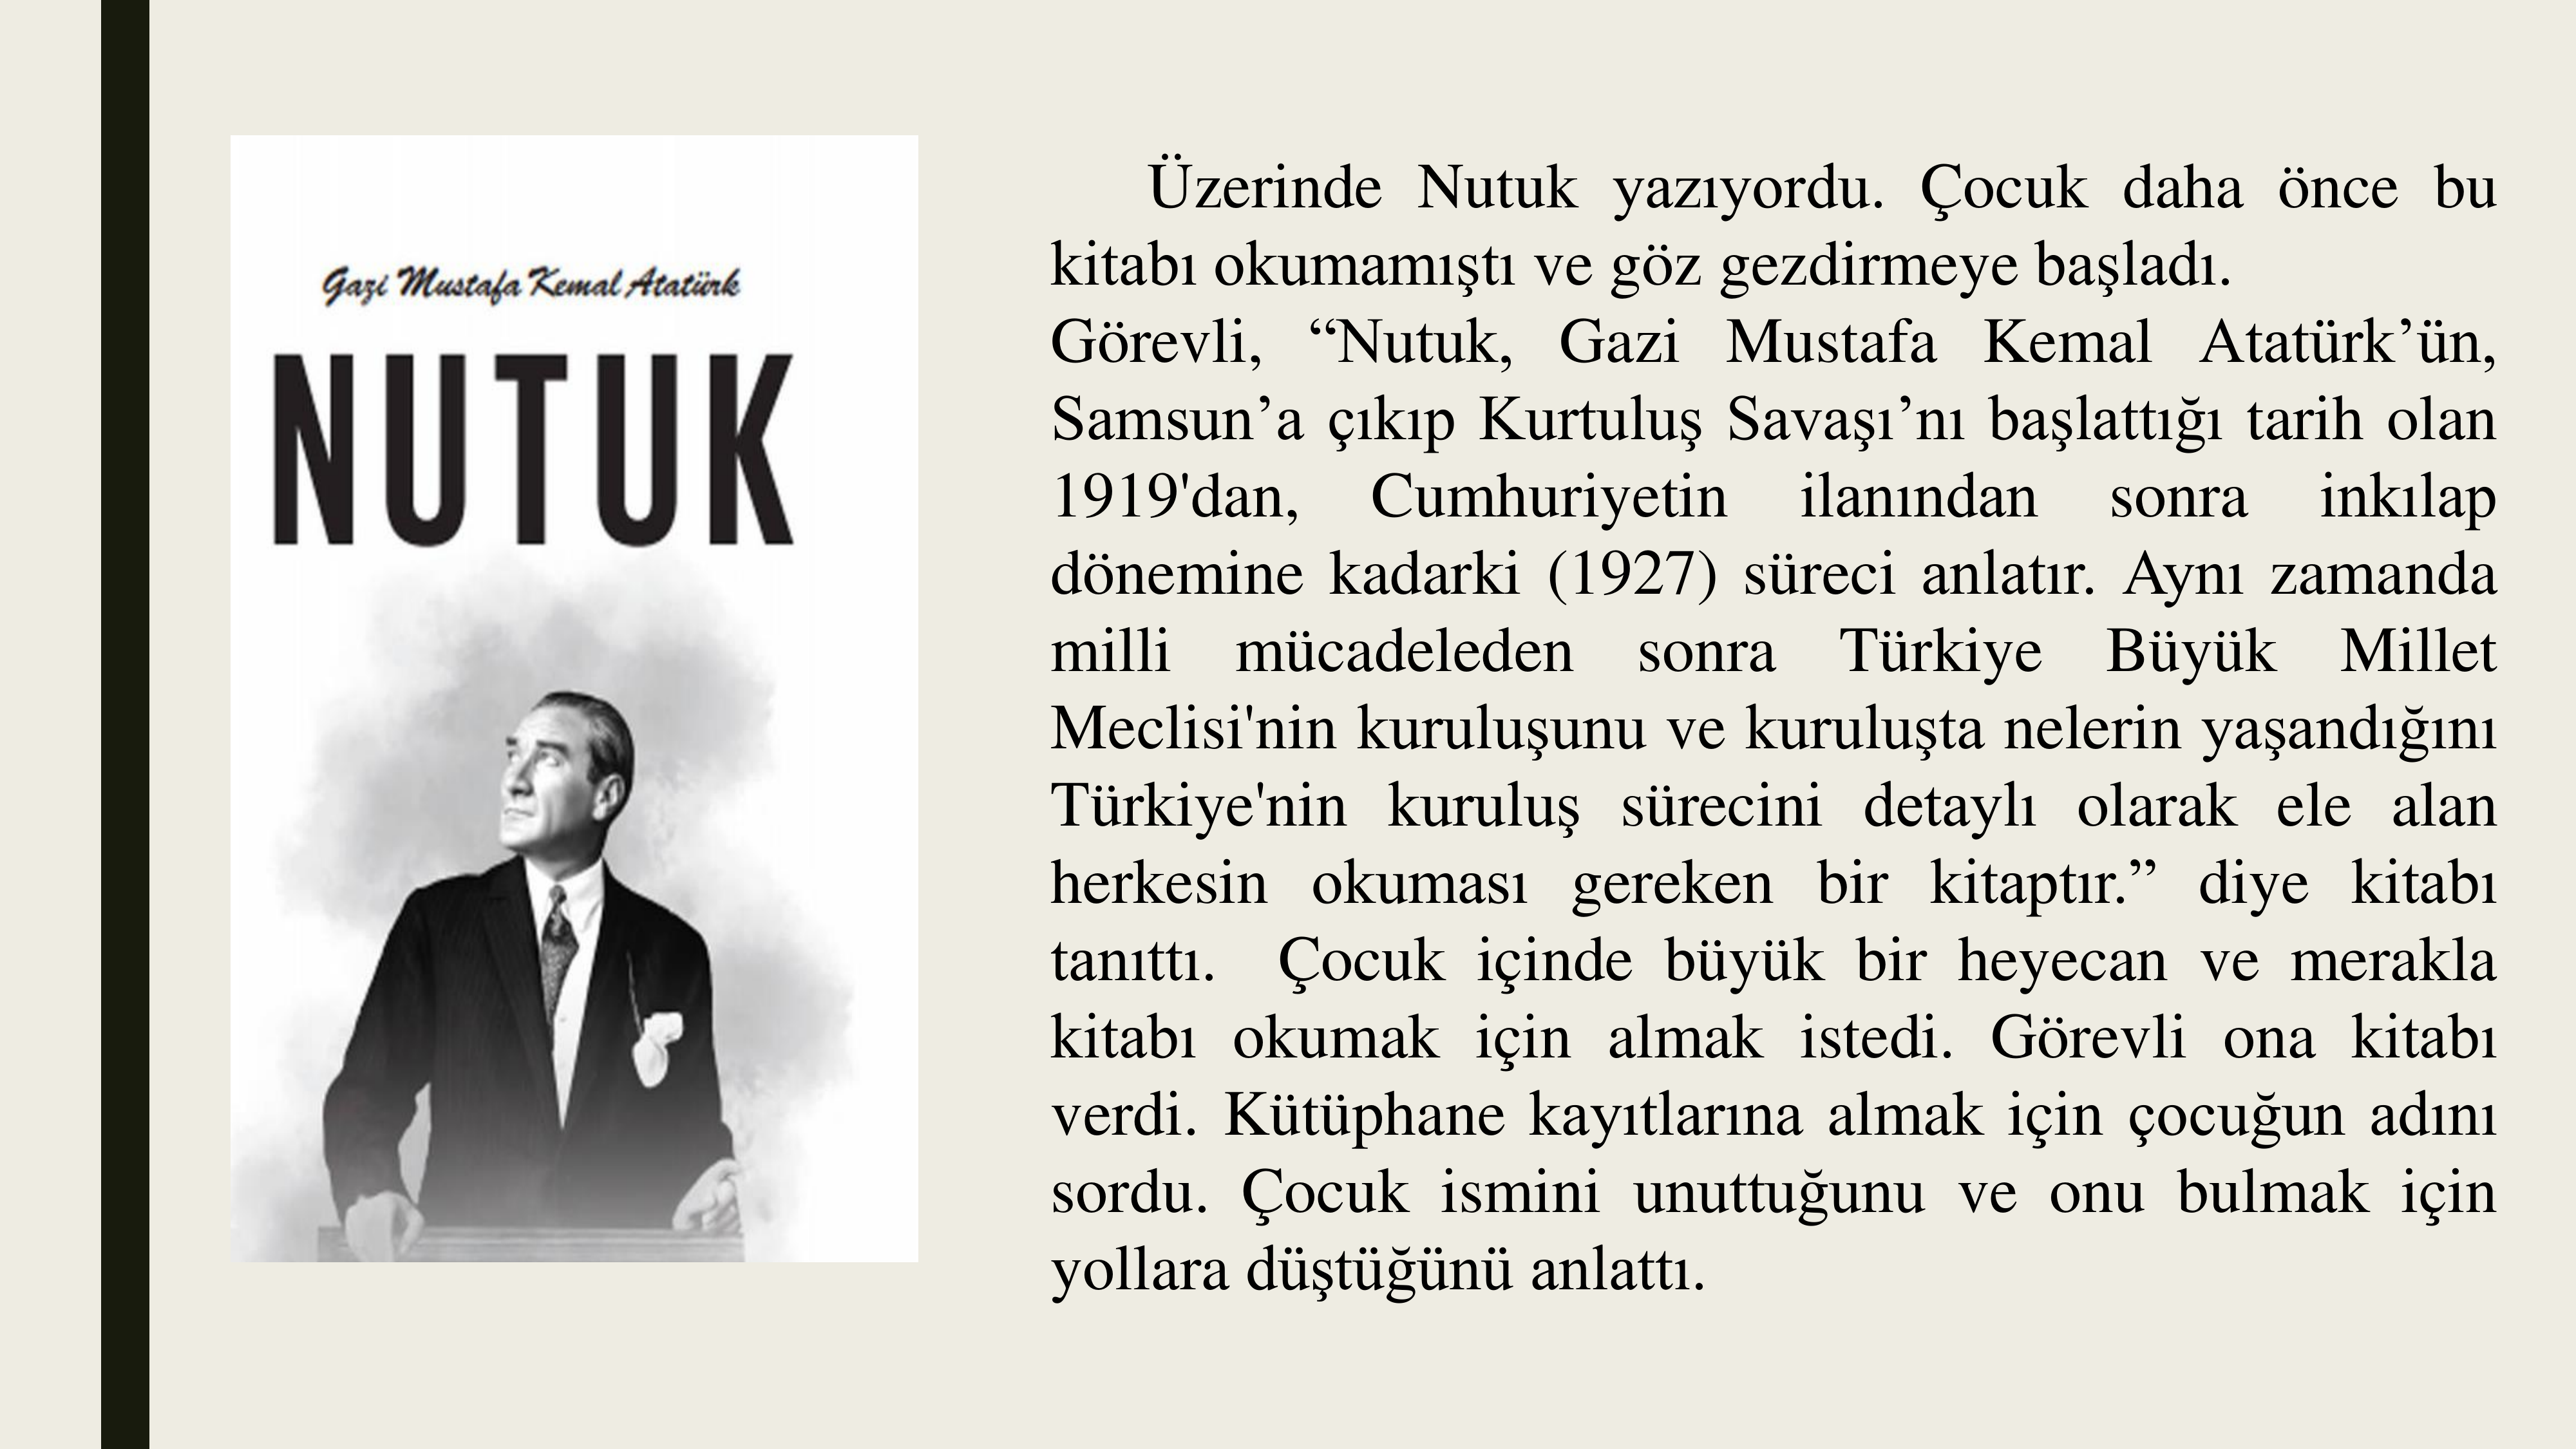 Gazi Mustafa Kemal Atatürk
NUTUK
Üzerinde Nutuk yazıyordu. Çocuk daha önce bu
kitabı okumamıştı ve göz gezdirmeye başladı.
Görevli, “Nutuk, Gazi Mustafa Kemal Atatürk’ün,
Samsun’a çıkıp Kurtuluş Savaşı’nı başlattığı tarih olan
1919'dan, Cumhuriyetin ilanından sonra inkılap
dönemine kadarki (1927) süreci anlatır. Aynı zamanda
milli mücadeleden sonra Türkiye Büyük Millet
Meclisi'nin kuruluşunu ve kuruluşta nelerin yaşandığını
Türkiye'nin kuruluş sürecini detaylı olarak ele alan
herkesin okuması gereken bir kitaptır.” diye kitabı
tanıttı. Çocuk içinde büyük bir heyecan ve merakla
kitabı okumak için almak istedi. Görevli ona kitabı
verdi. Kütüphane kayıtlarına almak için çocuğun adını
sordu. Çocuk ismini unuttuğunu ve onu bulmak için
yollara düştüğünü anlattı.